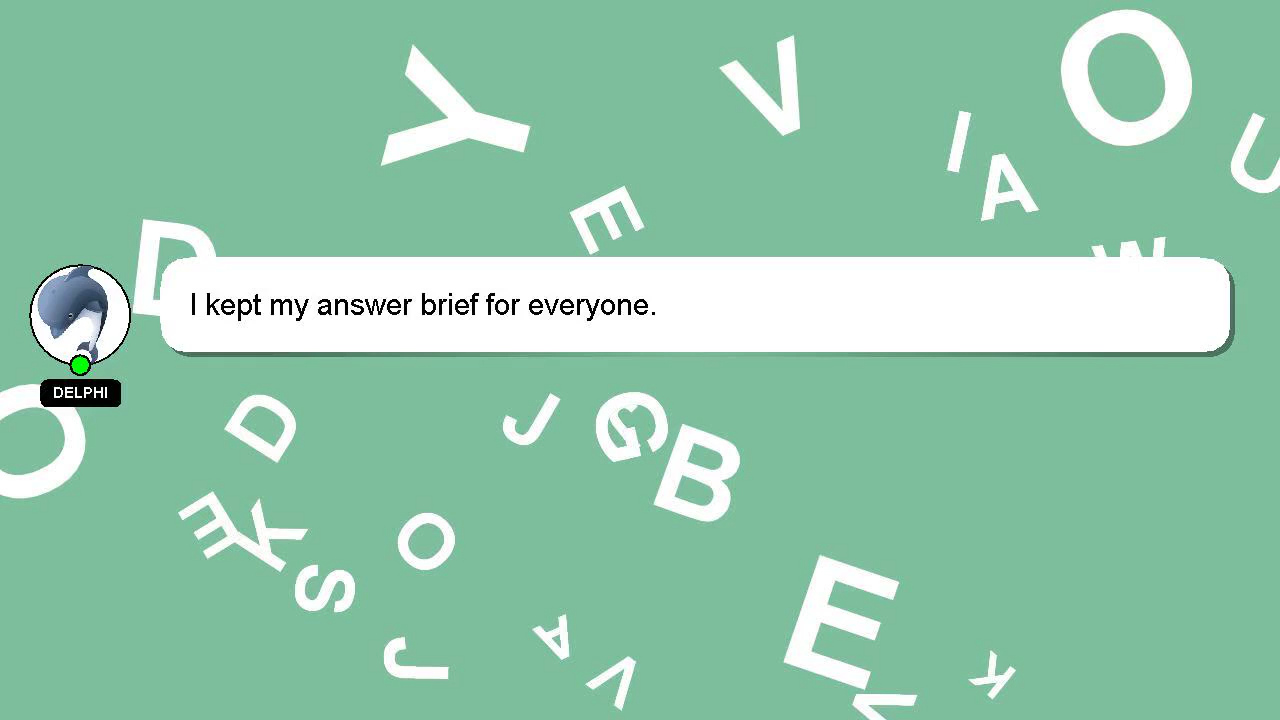 Y
V
O
I
A
U
E
D
W
I kept my answer brief for everyone.
DELPHI
O
D
J
G
B
E
K
S
O
J
A
V
E
K
V